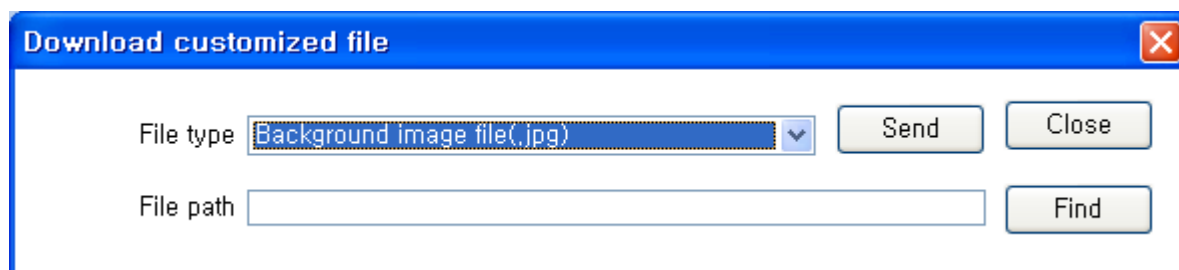 Download customized file
File type Background image file(.jpg) Send Close
File path Find